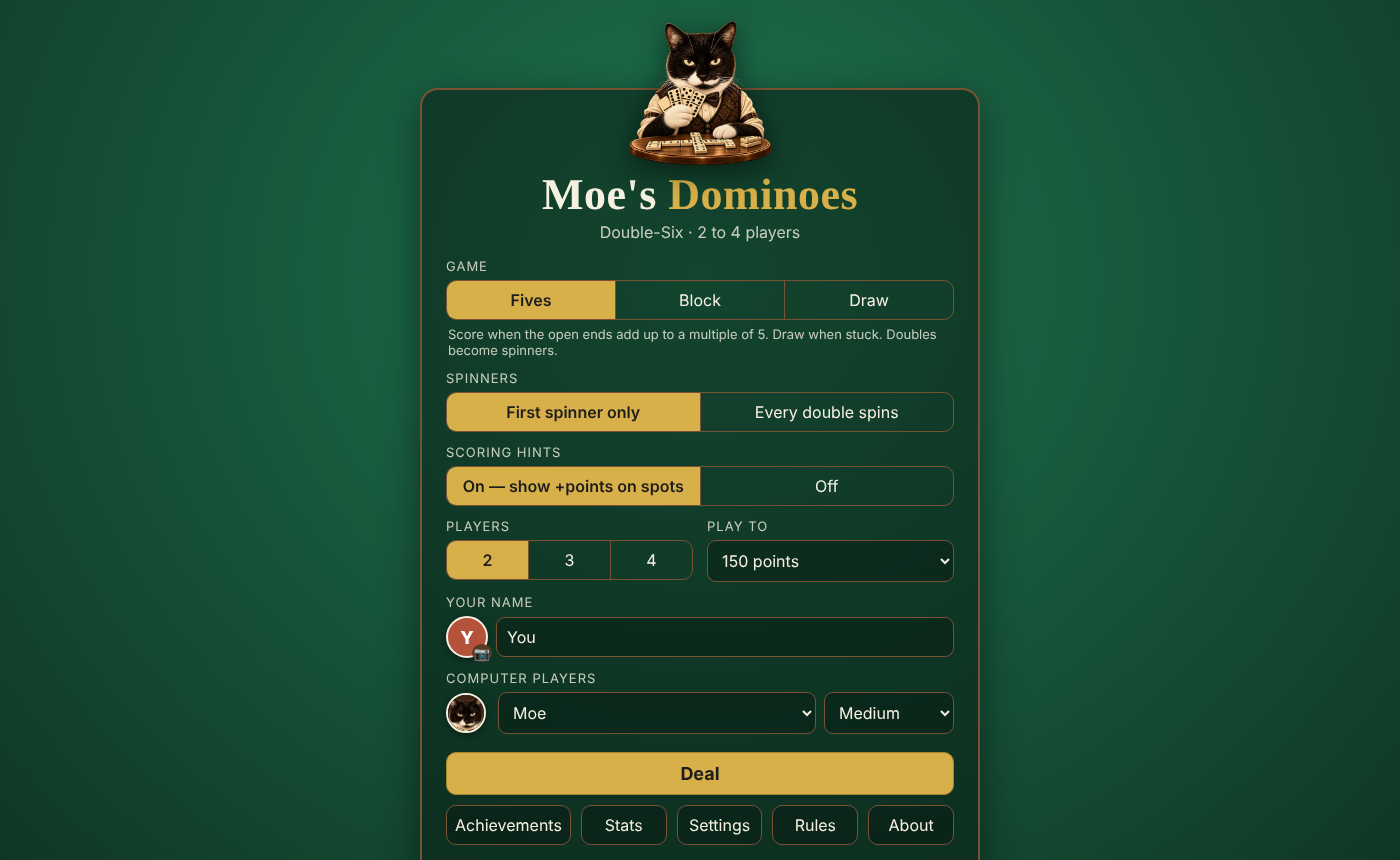 Moe's Dominoes
Double-Six · 2 to 4 players
GAME
Fives
Block
Draw
Score when the open ends add up to a multiple of 5. Draw when stuck. Doubles
become spinners.
SPINNERS
First spinner only
Every double spins
SCORING HINTS
On — show +points on spots
Off
PLAYERS
PLAY TO
2
3
4
150 points
YOUR NAME
Y
You
COMPUTER PLAYERS
Moe
Medium
Deal
Achievements
Stats
Settings
Rules
About